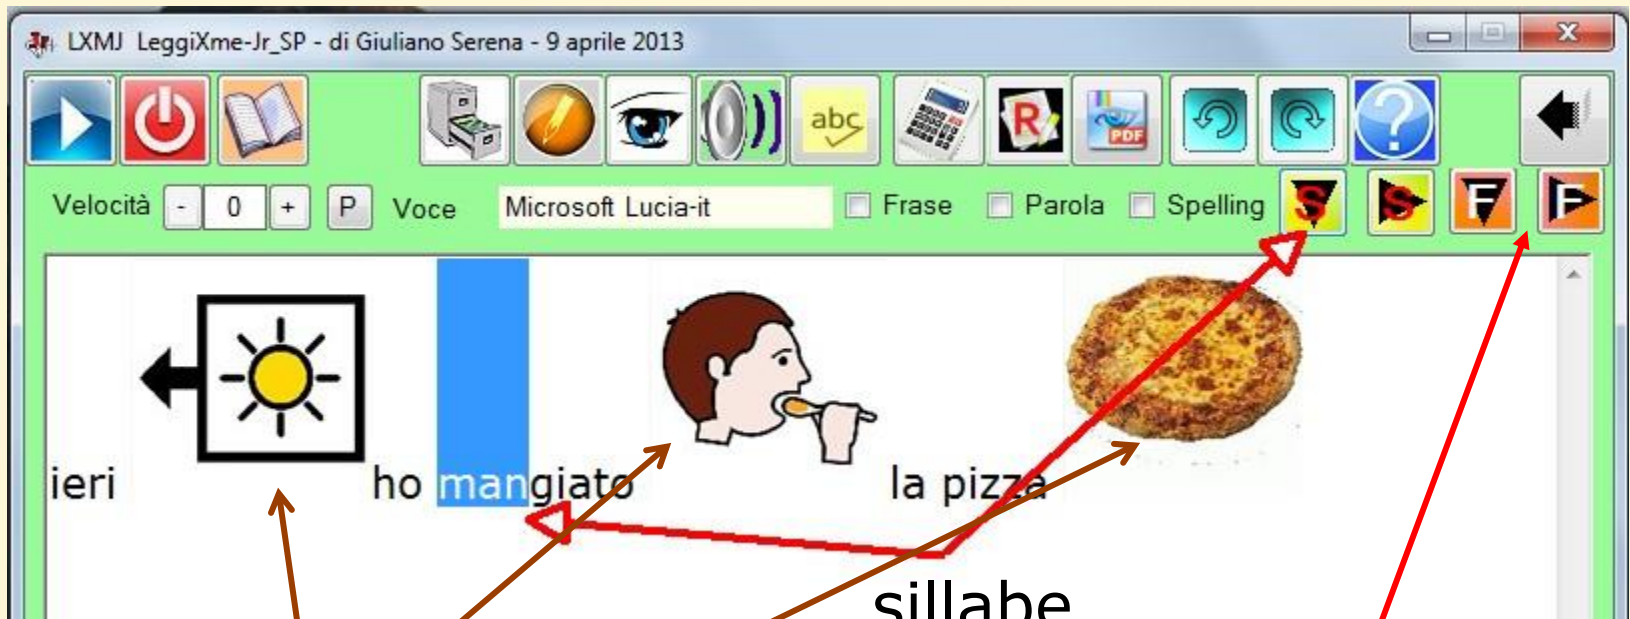 LXMJ LeggiXme-Jr_SP - di Giuliano Serena - 9 aprile 2013
abc R PDF ?
Velocità - 0 + P Voce Microsoft Lucia-it Frase Parola Spelling S S F F
ieri ho mangiato la pizza
sillabe